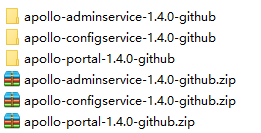 apollo-adminservice-1.4.0-github
apollo-configservice-1.4.0-github
apollo-portal-1.4.0-github
apollo-adminservice-1.4.0-github.zip
apollo-configservice-1.4.0-github.zip
apollo-portal-1.4.0-github.zip